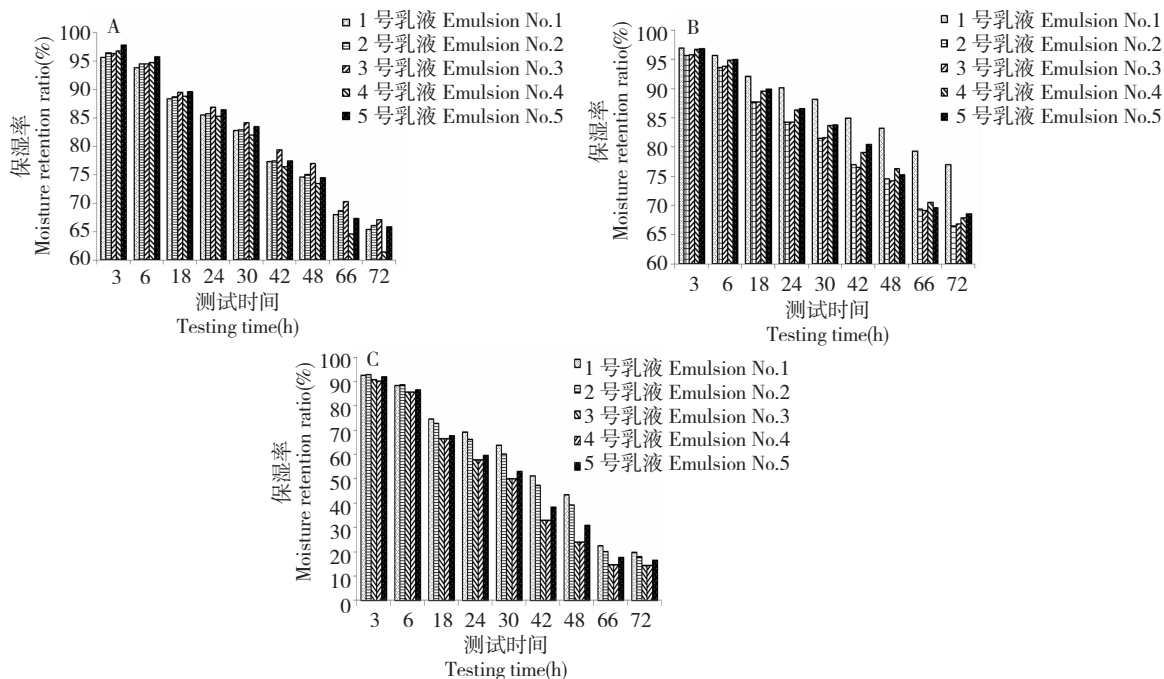 A
100
95
90
85
80
75
70
65
60
保湿率
Moisture retention ratio(%)
3 6 18 24 30 42 48 66 72
测试时间
Testing time(h)
1 号乳液 Emulsion No.1
2 号乳液 Emulsion No.2
3 号乳液 Emulsion No.3
4 号乳液 Emulsion No.4
5 号乳液 Emulsion No.5
B
100
95
90
85
80
75
70
65
60
保湿率
Moisture retention ratio(%)
3 6 18 24 30 42 48 66 72
测试时间
Testing time(h)
1 号乳液 Emulsion No.1
2 号乳液 Emulsion No.2
3 号乳液 Emulsion No.3
4 号乳液 Emulsion No.4
5 号乳液 Emulsion No.5
C
100
90
80
70
60
50
40
30
20
10
0
保湿率
Moisture retention ratio(%)
3 6 18 24 30 42 48 66 72
测试时间
Testing time(h)
1 号乳液 Emulsion No.1
2 号乳液 Emulsion No.2
3 号乳液 Emulsion No.3
4 号乳液 Emulsion No.4
5 号乳液 Emulsion No.5